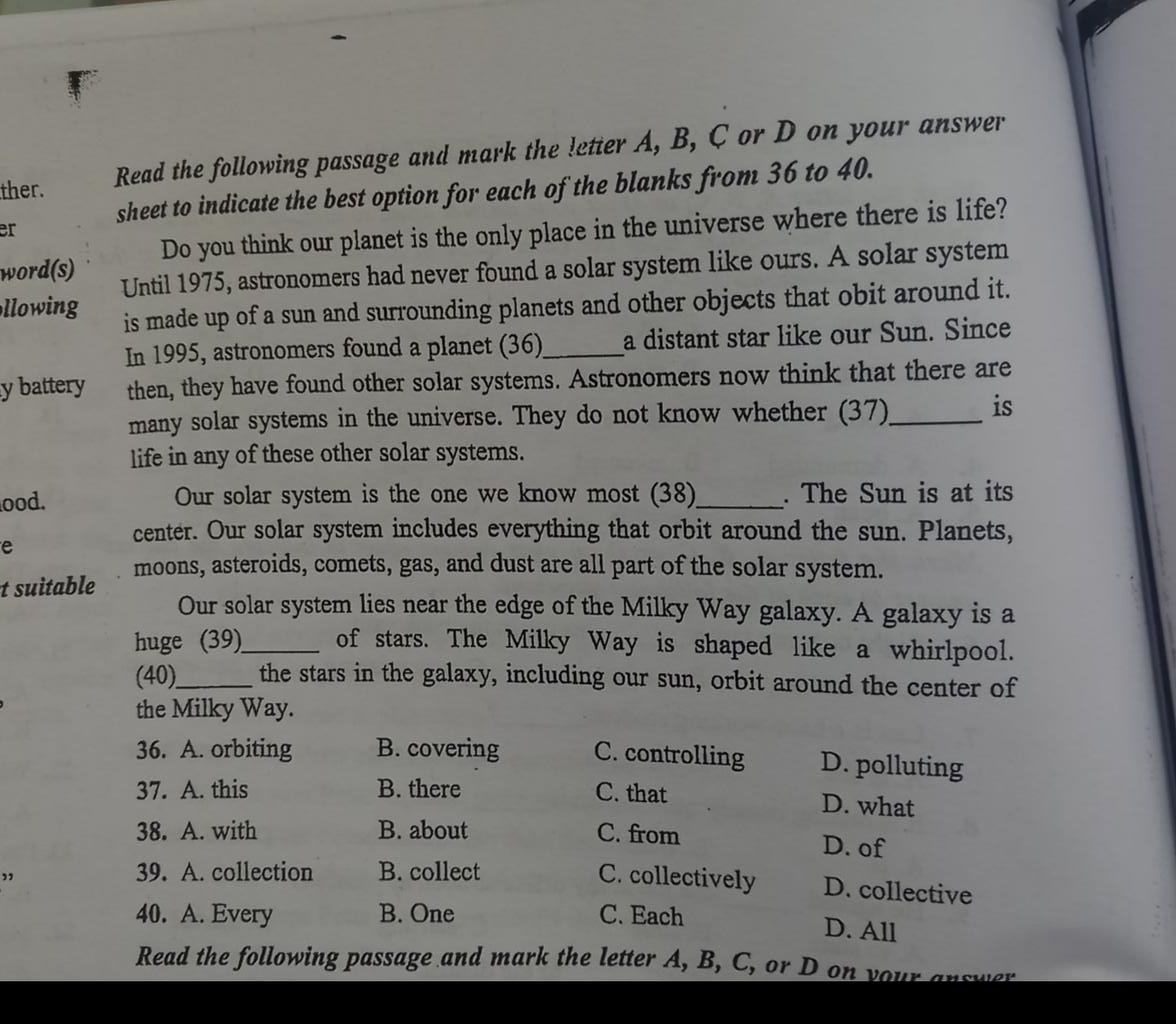 ther.
er
word(s)
llowing
y battery
ood.
e
t suitable
,
”
Read the following passage and mark the letter A, B, C or D on your answer
sheet to indicate the best option for each of the blanks from 36 to 40.
Do you think our planet is the only place in the universe where there is life?
Until 1975, astronomers had never found a solar system like ours. A solar system
is made up of a sun and surrounding planets and other objects that obit around it.
In 1995, astronomers found a planet (36)______a distant star like our Sun. Since
then, they have found other solar systems. Astronomers now think that there are
many solar systems in the universe. They do not know whether (37)_______ is
life in any of these other solar systems.
Our solar system is the one we know most (38)_______. The Sun is at its
center. Our solar system includes everything that orbit around the sun. Planets,
moons, asteroids, comets, gas, and dust are all part of the solar system.
Our solar system lies near the edge of the Milky Way galaxy. A galaxy is a
huge (39)______ of stars. The Milky Way is shaped like a whirlpool.
(40)______ the stars in the galaxy, including our sun, orbit around the center of
the Milky Way.
36. A. orbiting B. covering C. controlling D. polluting
37. A. this B. there C. that D. what
38. A. with B. about C. from D. of
39. A. collection B. collect C. collectively D. collective
40. A. Every B. One C. Each D. All
Read the following passage and mark the letter A, B, C, or D on your answer